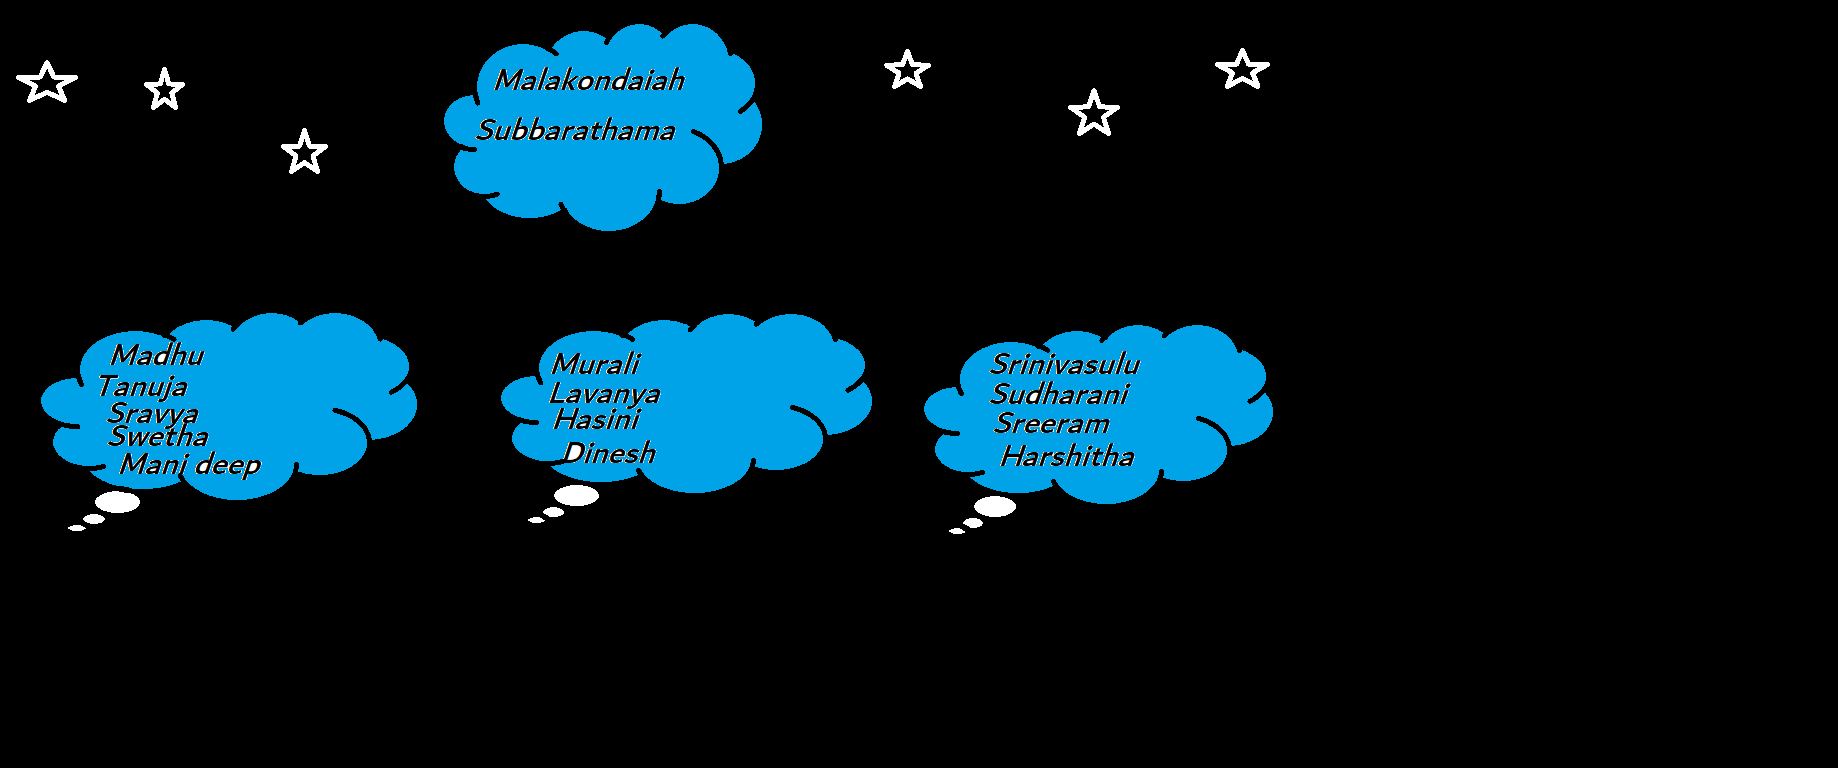 Malakondaiah
Subbarathama
Madhu
Tanuja
Sravya
Swetha
Mani deep
Murali
Lavanya
Hasini
Dinesh
Srinivasulu
Sudharani
Sreeram
Harshitha